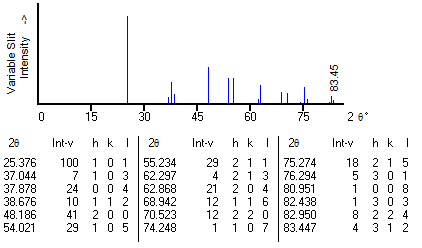 Variable Slit
Intensity ->
83.45
0 15 30 45 60 75 2 θ°
2θ Int-v h k l 2θ Int-v h k l 2θ Int-v h k l
25.376 100 1 0 1 55.234 29 2 1 1 75.274 18 2 1 5
37.044 7 1 0 3 62.297 4 2 1 3 76.294 5 3 0 1
37.878 24 0 0 4 62.868 21 2 0 4 80.951 1 0 0 8
38.676 10 1 1 2 68.942 12 1 1 6 82.438 1 3 0 3
48.186 41 2 0 0 70.523 12 2 2 0 82.950 8 2 2 4
54.021 29 1 0 5 74.248 1 1 0 7 83.447 4 3 1 2